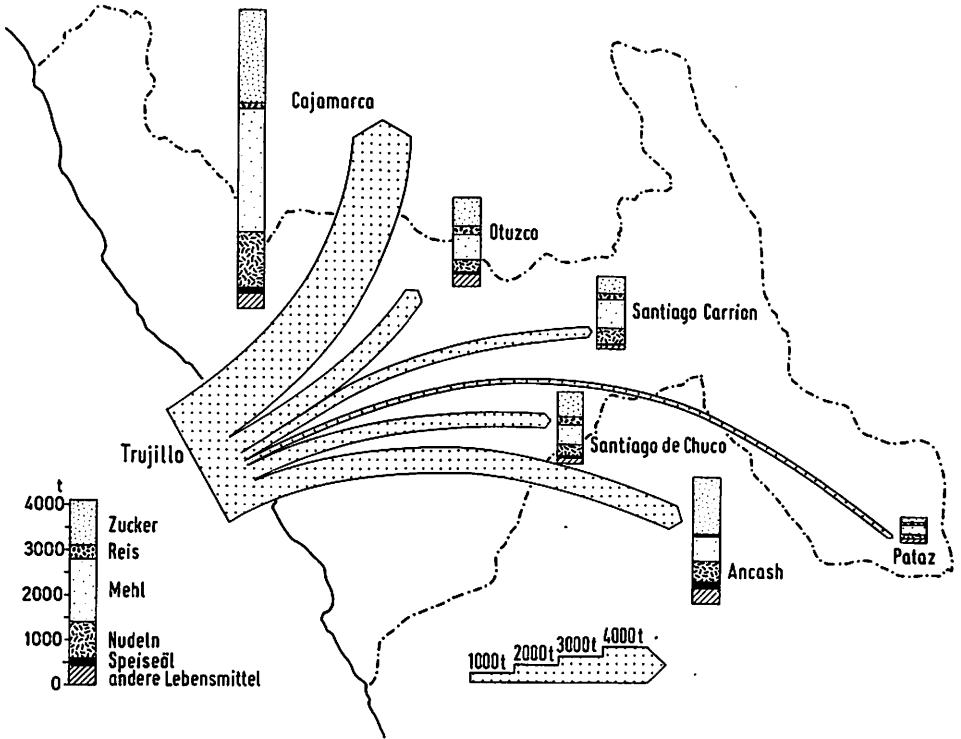 Cajamarca
Otuzco
Santiago Carrion
Trujillo
Santiago de Chuco
Pataz
Ancash
t
4000
3000
2000
1000
0
Zucker
Reis
Mehl
Nudeln
Speiseäl
andere Lebensmittel
1000t 2000t 3000t 4000t